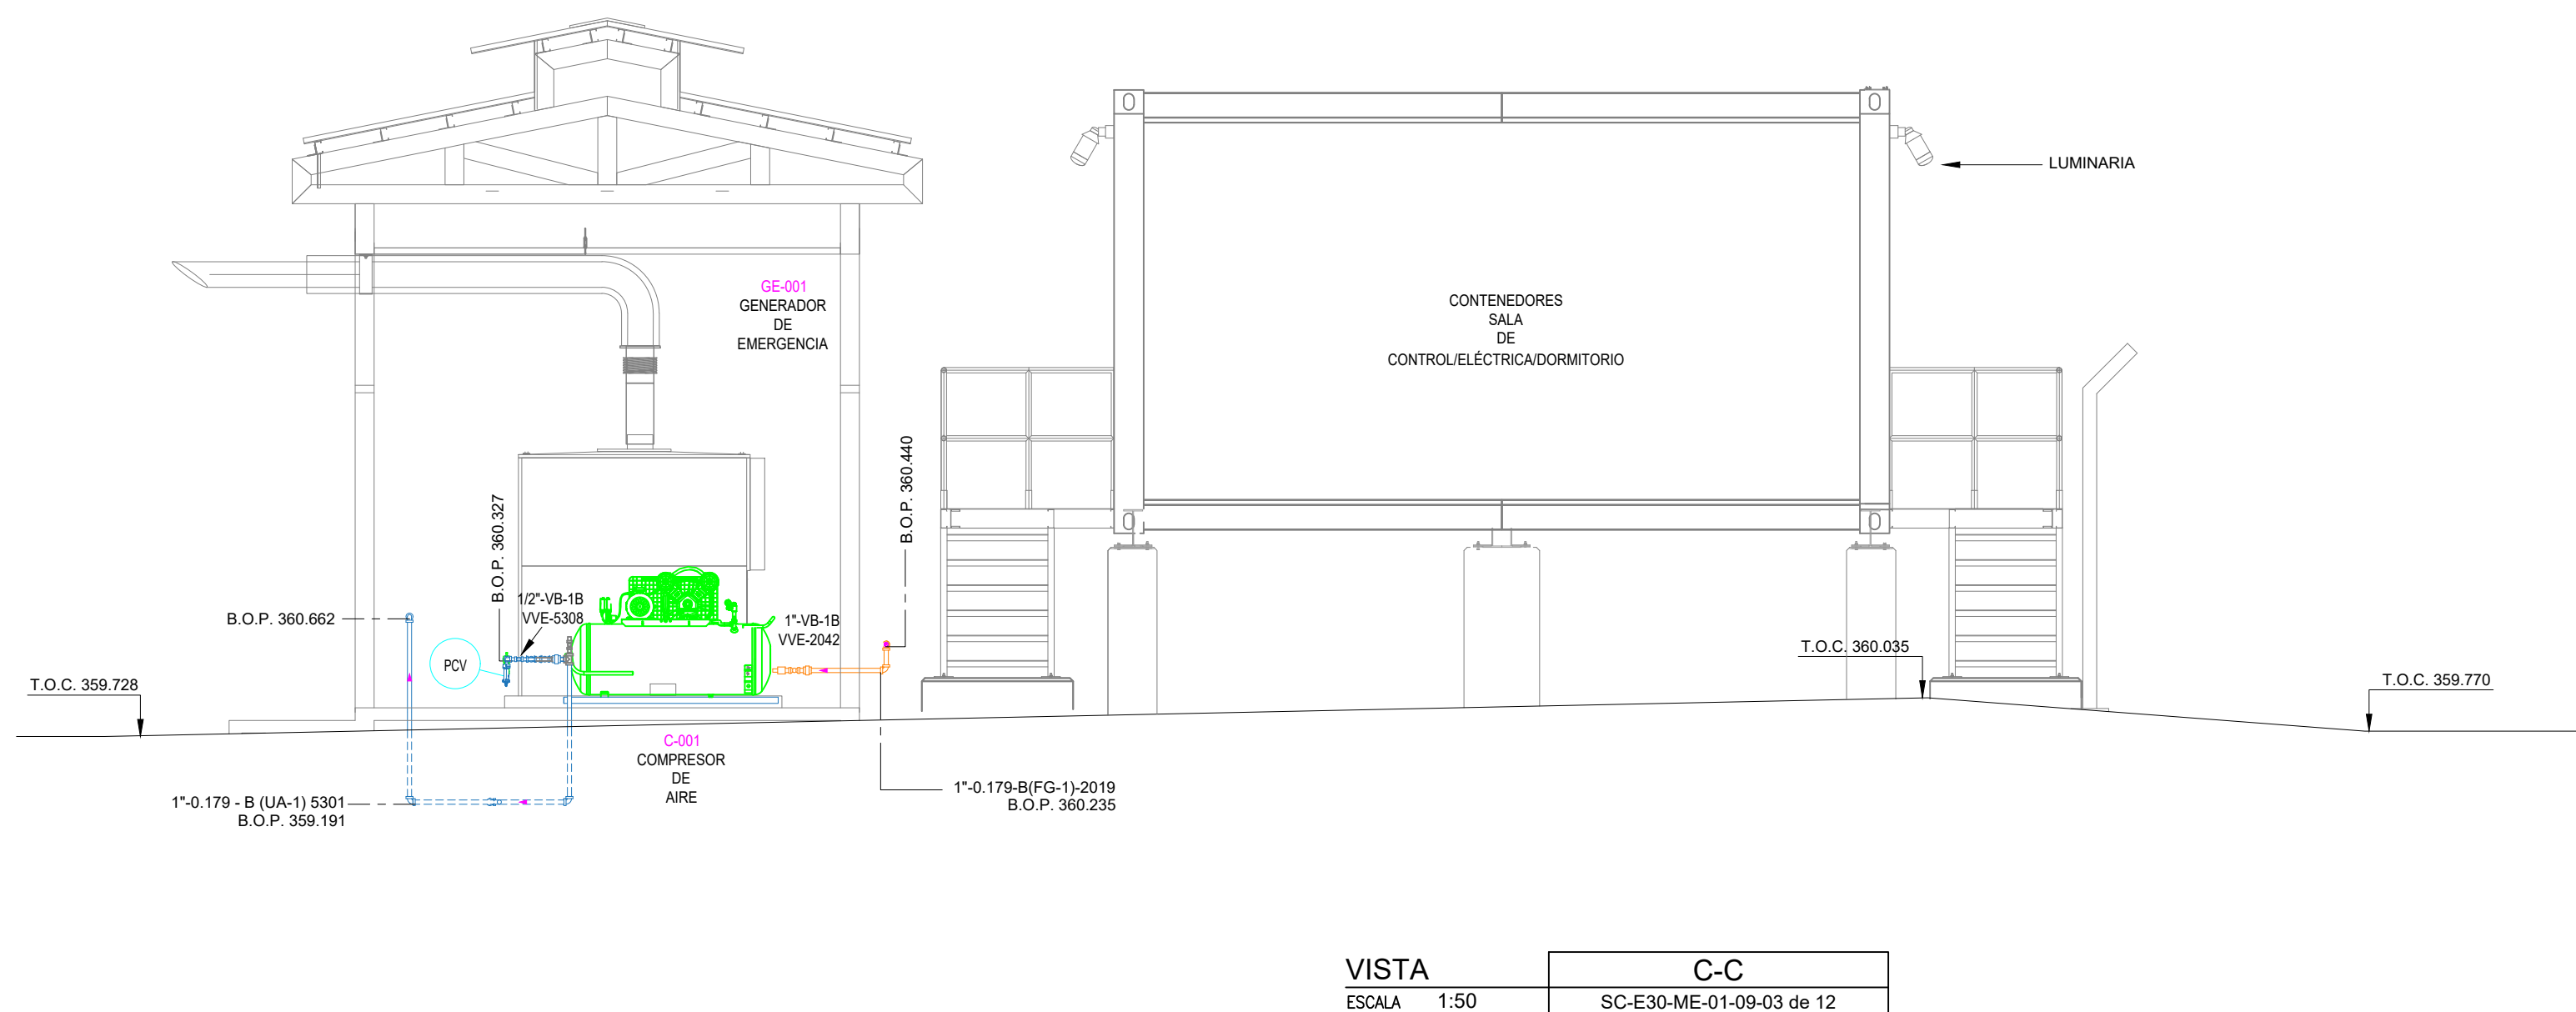 LUMINARIA
GE-001
GENERADOR
DE
EMERGENCIA
CONTENEDORES
SALA
DE
CONTROL/ELÉCTRICA/DORMITORIO
B.O.P. 360.440
B.O.P. 360.327
1/2"-VB-1B
VVE-5308
B.O.P. 360.662
1"-VB-1B
VVE-2042
PCV
T.O.C. 360.035
T.O.C. 359.728
T.O.C. 359.770
C-001
COMPRESOR
DE
AIRE
1"-0.179 - B (UA-1) 5301
B.O.P. 359.191
1"-0.179-B(FG-1)-2019
B.O.P. 360.235
VISTA
C-C
ESCALA 1:50
SC-E30-ME-01-09-03 de 12